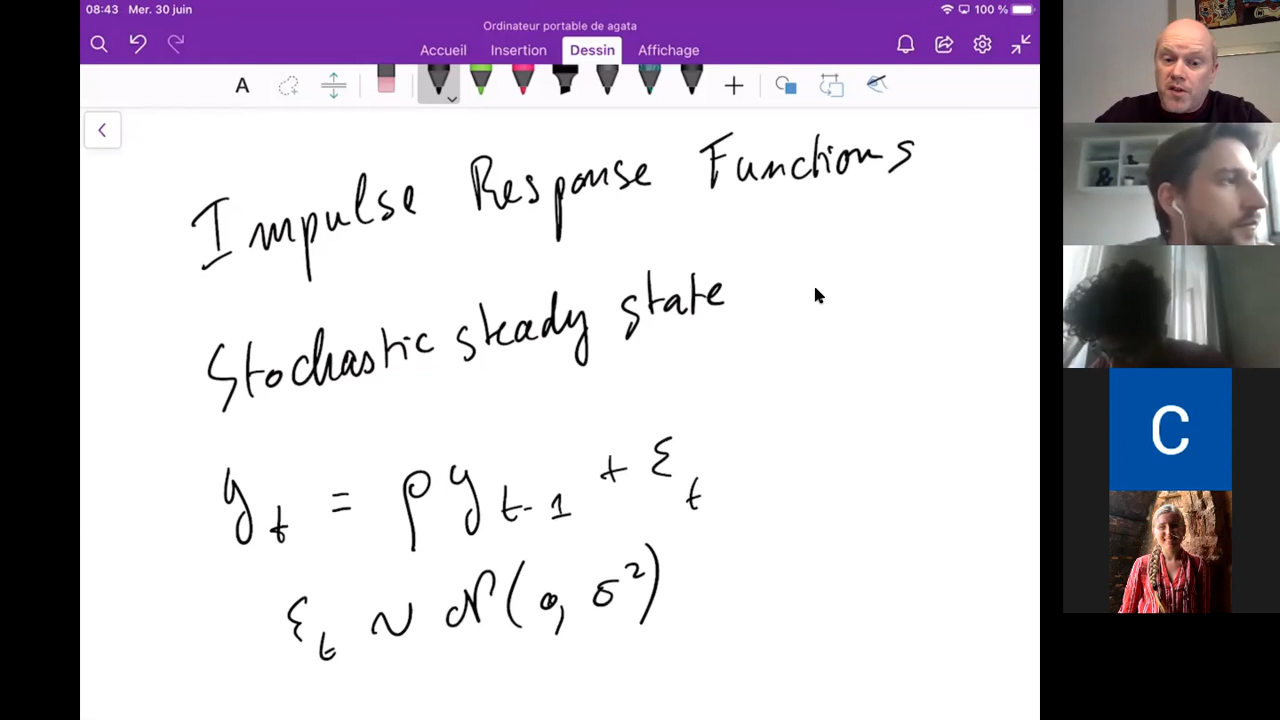 08:43 Mer. 30 juin
100 %
Ordinateur portable de agata
Accueil Insertion Dessin Affichage
A
Impulse Response Functions
Stochastic steady state
y_t = ρ y_{t-1} + ε_t
ε_t ~ N(0, σ²)
C